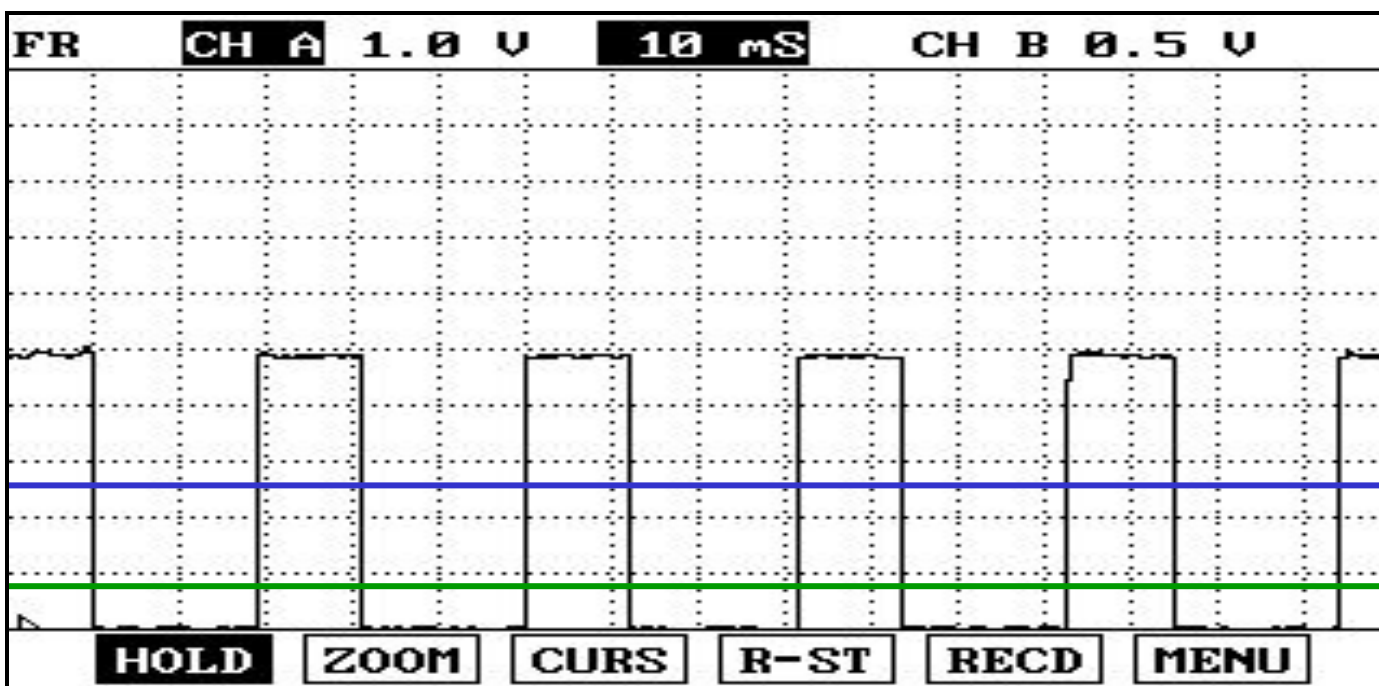 FR CH A 1.0 V 10 mS CH B 0.5 V
HOLD ZOOM CURS R-ST RECD MENU